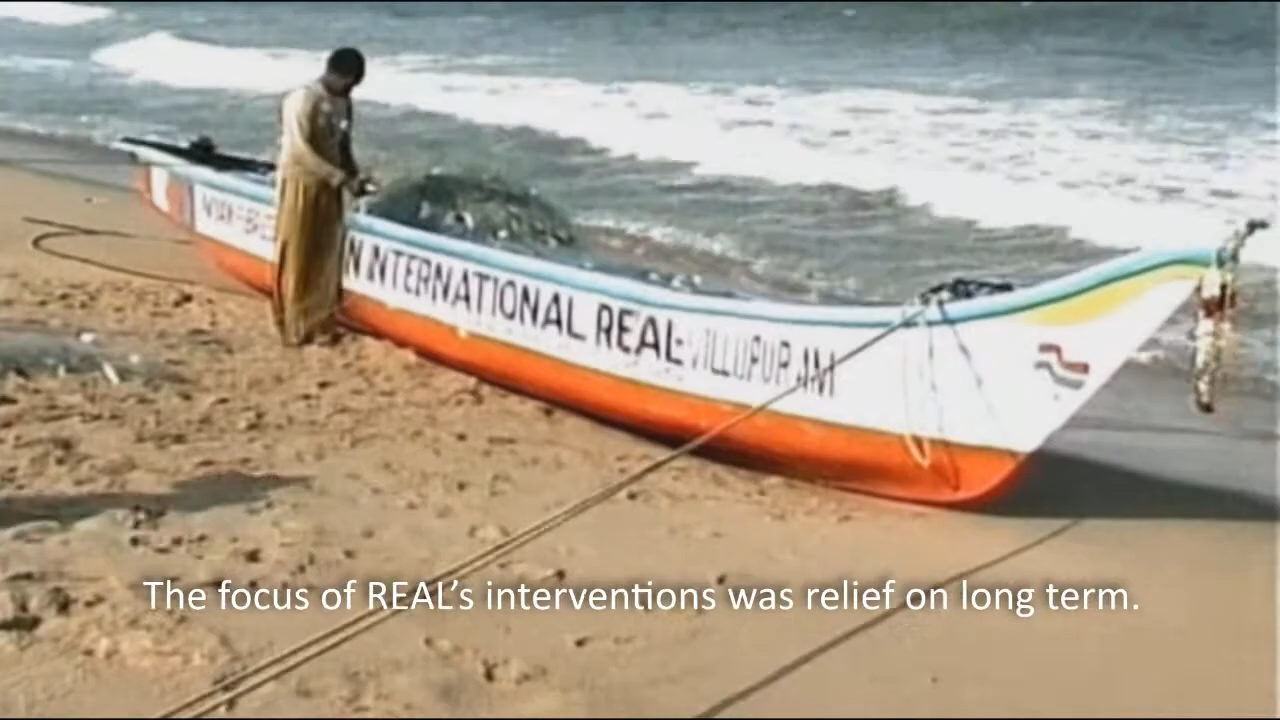 N INTERNATIONAL REAL-VILLUPURAM
The focus of REAL's interventions was relief on long term.